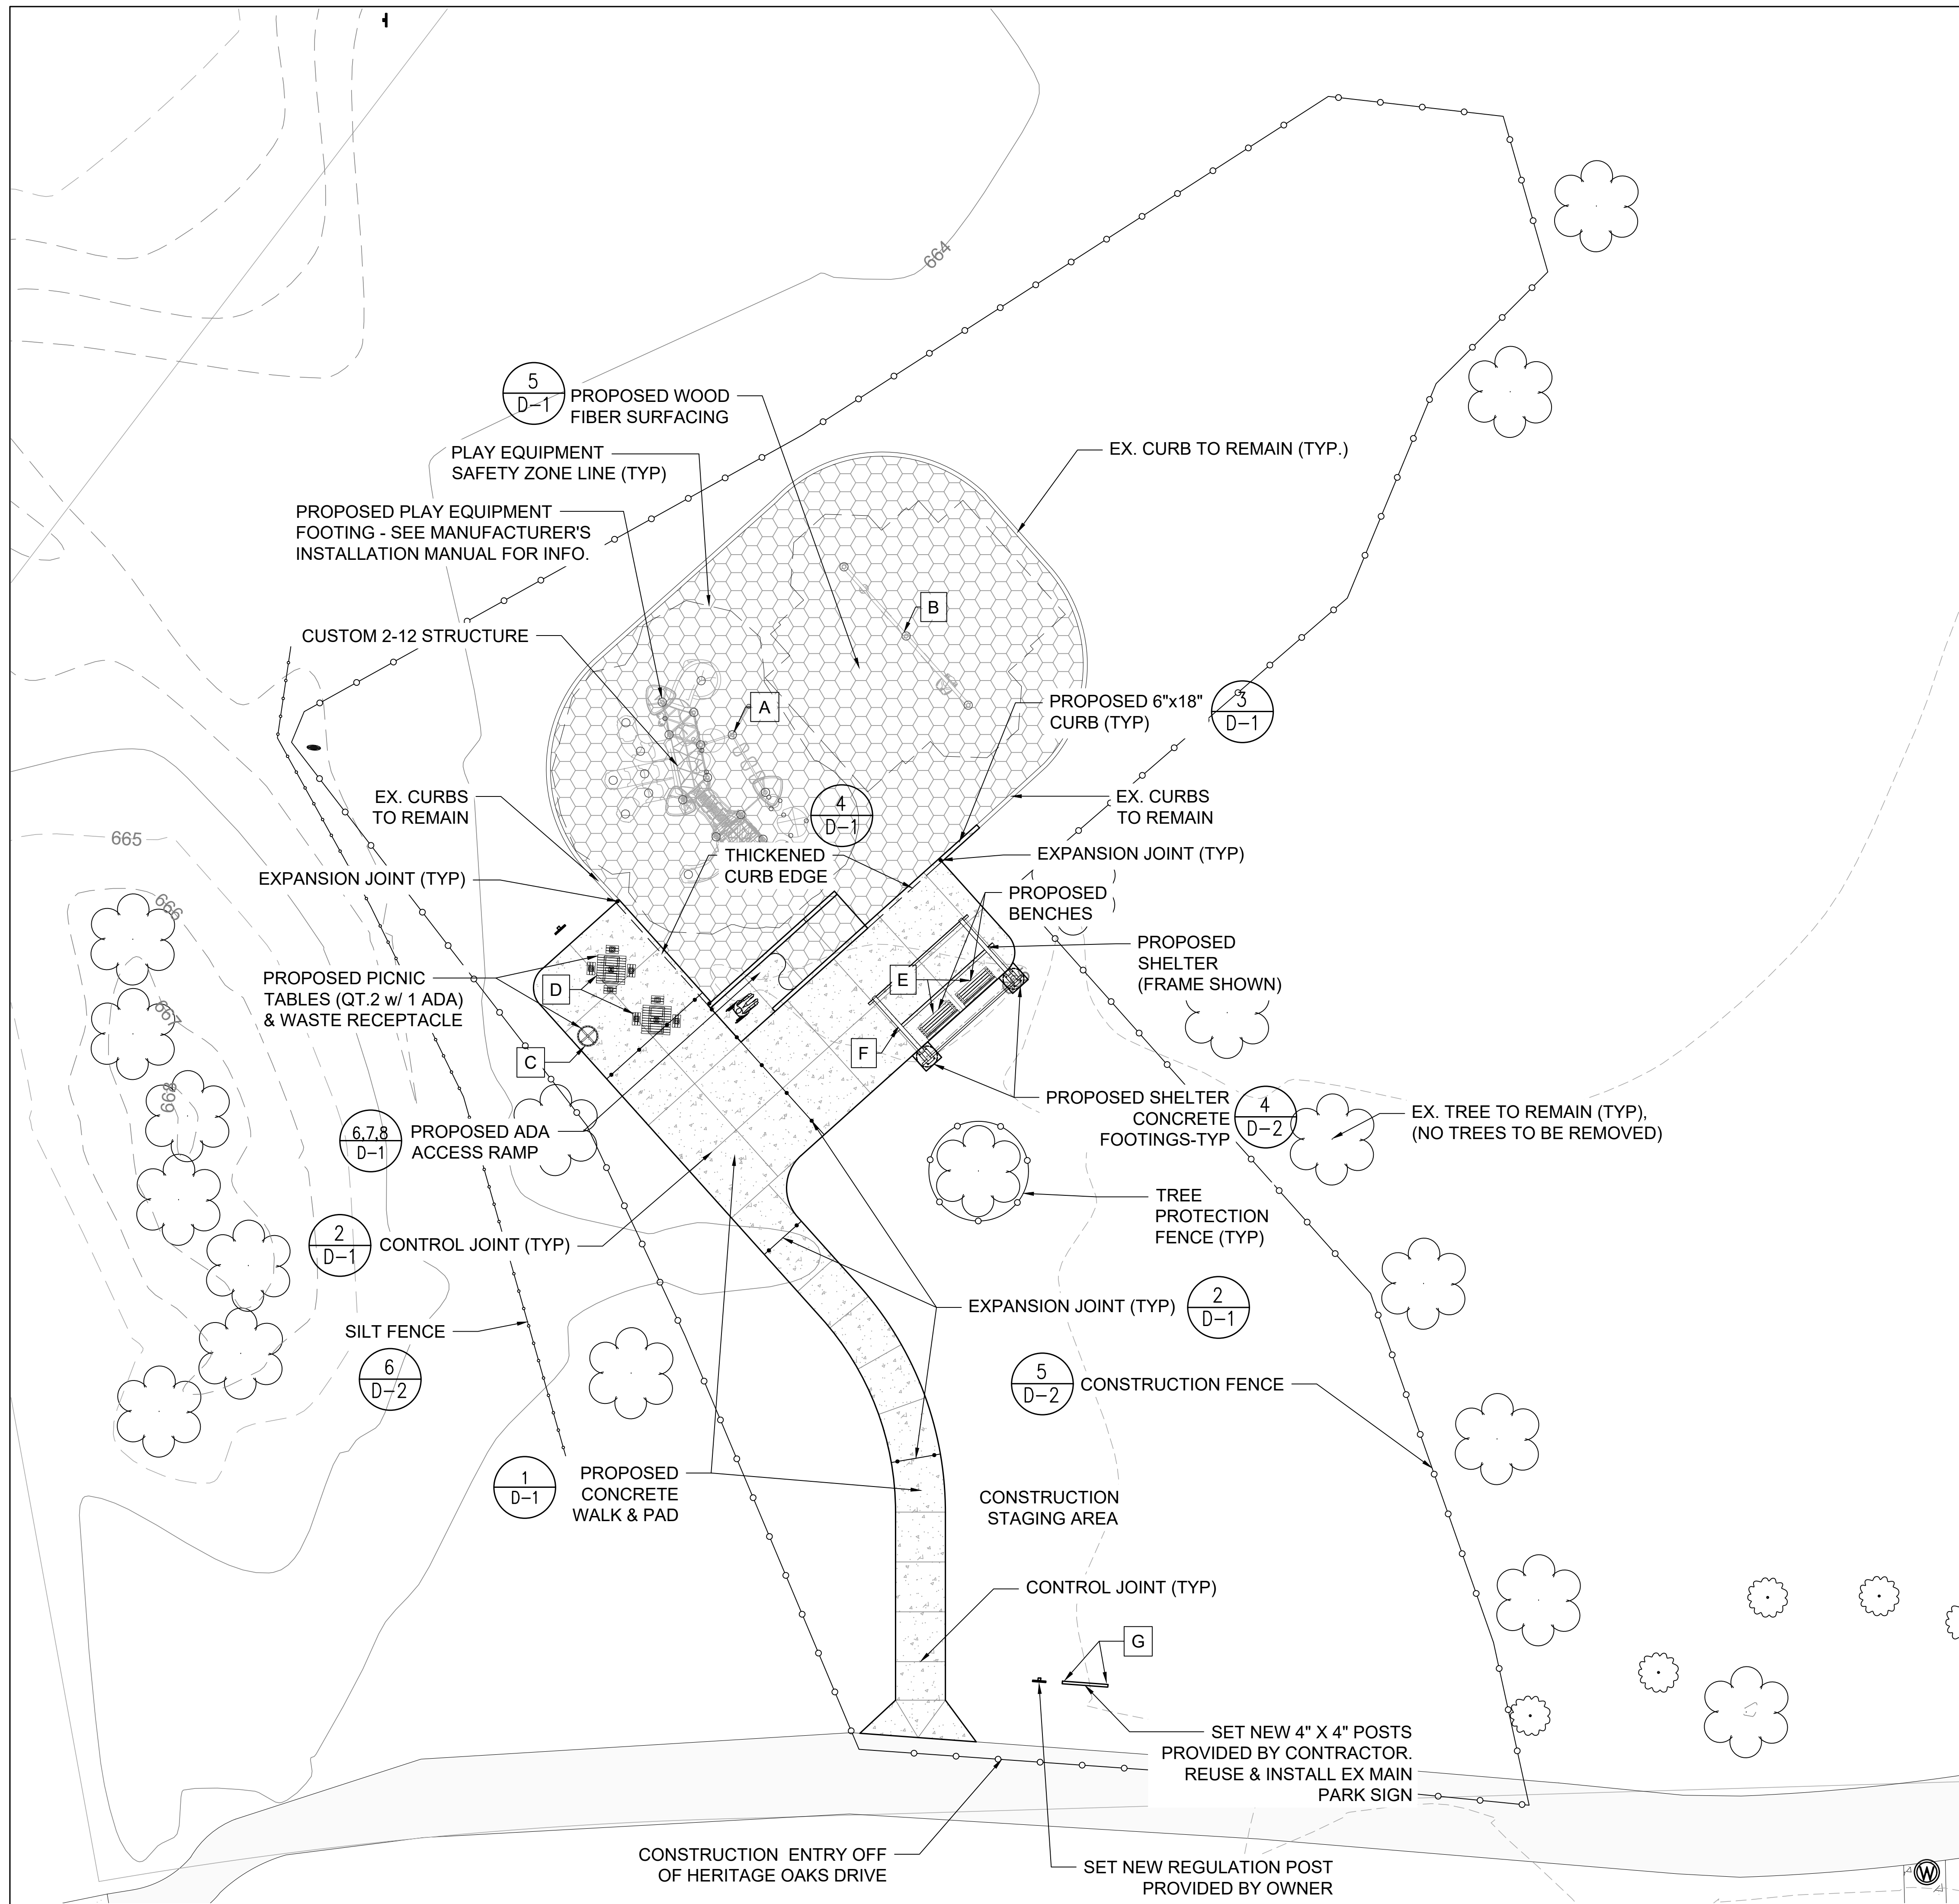 664
5
D-1
PROPOSED WOOD
FIBER SURFACING
PLAY EQUIPMENT
SAFETY ZONE LINE (TYP)
EX. CURB TO REMAIN (TYP.)
PROPOSED PLAY EQUIPMENT
FOOTING - SEE MANUFACTURER'S
INSTALLATION MANUAL FOR INFO.
B
CUSTOM 2-12 STRUCTURE
A
PROPOSED 6"x18"
CURB (TYP)
3
D-1
EX. CURBS
TO REMAIN
4
D-1
EX. CURBS
TO REMAIN
665
THICKENED
CURB EDGE
EXPANSION JOINT (TYP)
EXPANSION JOINT (TYP)
666
PROPOSED
BENCHES
PROPOSED
SHELTER
(FRAME SHOWN)
PROPOSED PICNIC
TABLES (QT.2 w/ 1 ADA)
& WASTE RECEPTACLE
D
E
667
C
F
668
PROPOSED SHELTER
CONCRETE
FOOTINGS-TYP
4
D-2
EX. TREE TO REMAIN (TYP),
(NO TREES TO BE REMOVED)
6,7,8
D-1
PROPOSED ADA
ACCESS RAMP
TREE
PROTECTION
FENCE (TYP)
2
D-1
CONTROL JOINT (TYP)
EXPANSION JOINT (TYP)
2
D-1
SILT FENCE
6
D-2
5
D-2
CONSTRUCTION FENCE
1
D-1
PROPOSED
CONCRETE
WALK & PAD
CONSTRUCTION
STAGING AREA
CONTROL JOINT (TYP)
G
SET NEW 4" X 4" POSTS
PROVIDED BY CONTRACTOR.
REUSE & INSTALL EX MAIN
PARK SIGN
CONSTRUCTION ENTRY OFF
OF HERITAGE OAKS DRIVE
SET NEW REGULATION POST
PROVIDED BY OWNER
W